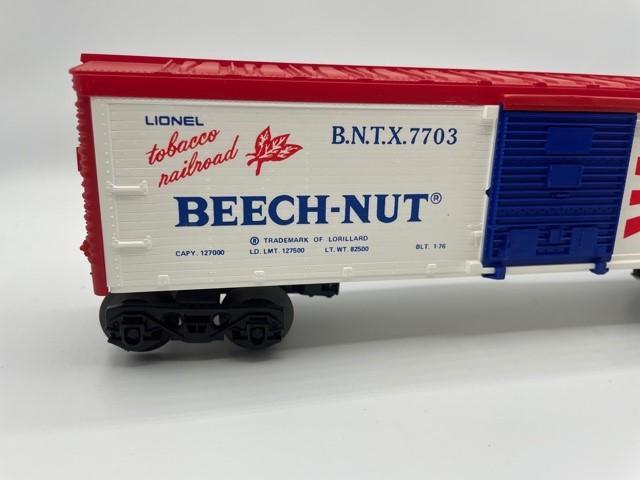 LIONEL
tobacco
railroad
B.N.T.X.7703
BEECH-NUT®
® TRADEMARK OF LORILLARD
CAPY. 127000 LD. LMT. 127500 LT. WT. 82500 BLT. 1-76